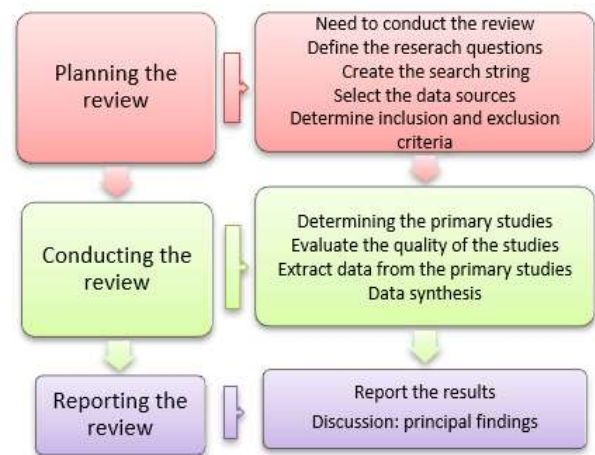 Planning the
review
Need to conduct the review
Define the reserach questions
Create the search string
Select the data sources
Determine inclusion and exclusion
criteria
Conducting the
review
Determining the primary studies
Evaluate the quality of the studies
Extract data from the primary studies
Data synthesis
Reporting the
review
Report the results
Discussion: principal findings